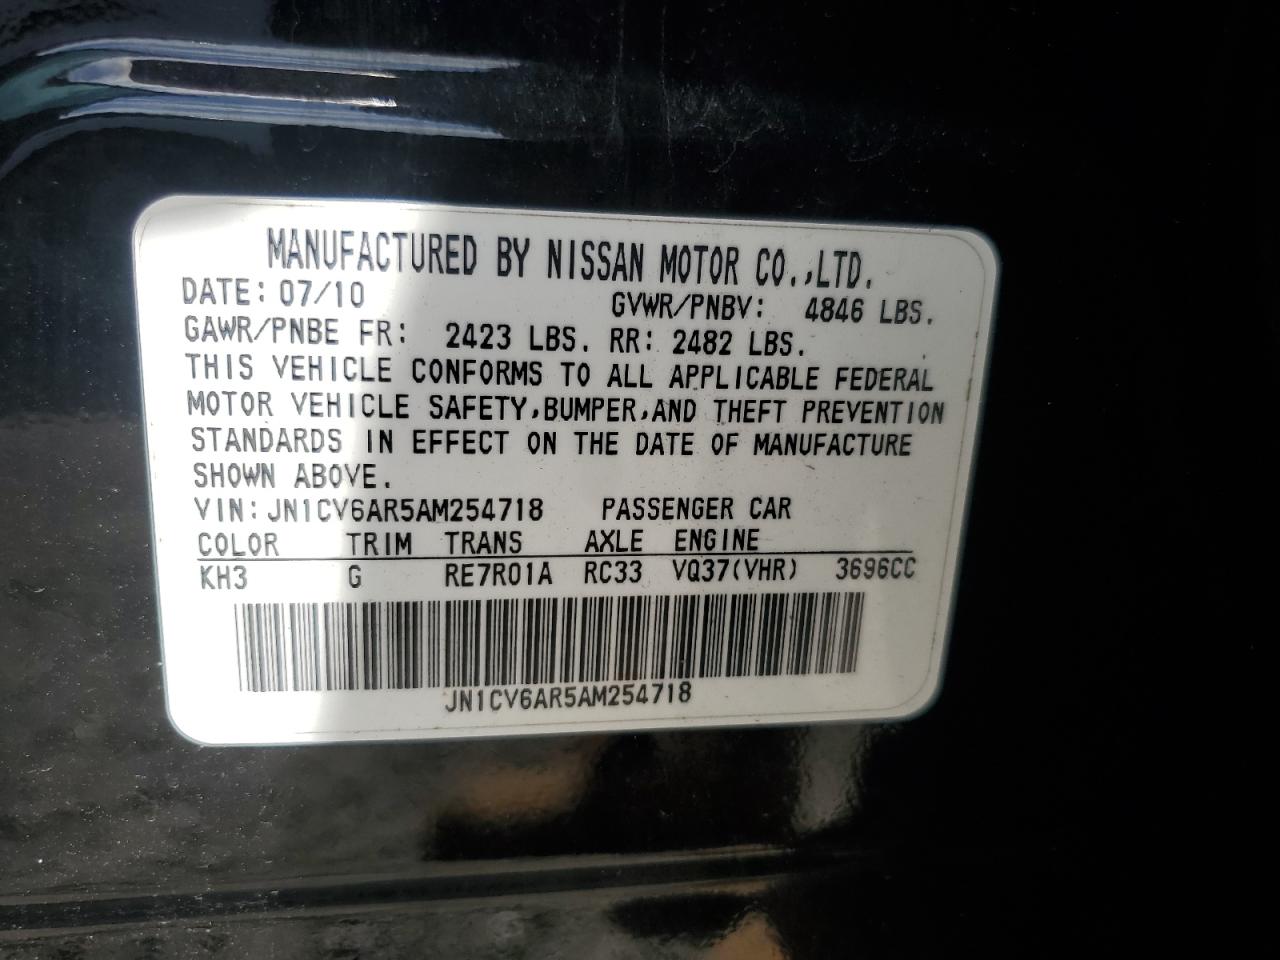 MANUFACTURED BY NISSAN MOTOR CO.,LTD.
DATE: 07/10 GVWR/PNBV: 4846 LBS.
GAWR/PNBE FR: 2423 LBS. RR: 2482 LBS.
THIS VEHICLE CONFORMS TO ALL APPLICABLE FEDERAL
MOTOR VEHICLE SAFETY,BUMPER,AND THEFT PREVENTION
STANDARDS IN EFFECT ON THE DATE OF MANUFACTURE
SHOWN ABOVE.
VIN: JN1CV6AR5AM254718 PASSENGER CAR
COLOR TRIM TRANS AXLE ENGINE
KH3 G RE7R01A RC33 VQ37(VHR) 3696CC
JN1CV6AR5AM254718